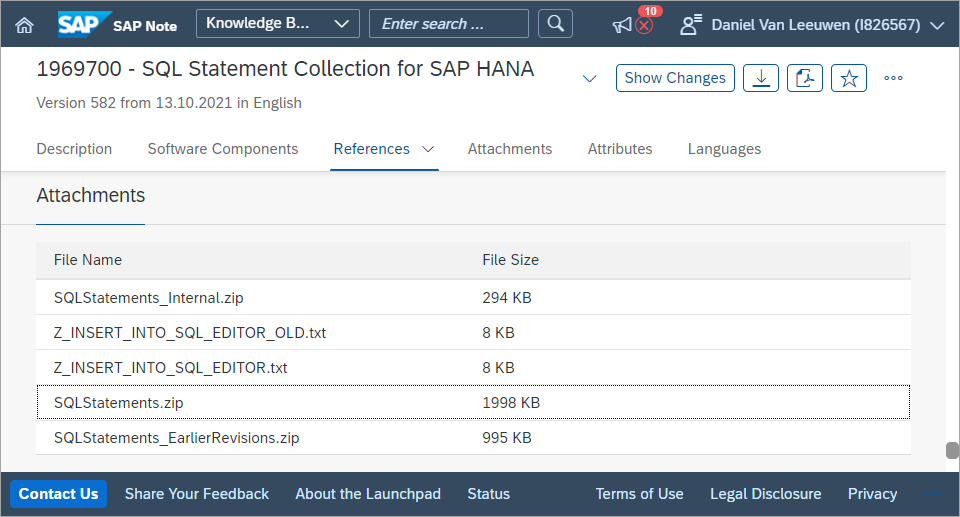 SAP SAP Note Knowledge B... Enter search ... 10 Daniel Van Leeuwen (I826567)
1969700 - SQL Statement Collection for SAP HANA
Show Changes
Version 582 from 13.10.2021 in English
Description Software Components References Attachments Attributes Languages
Attachments
File Name File Size
SQLStatements_Internal.zip 294 KB
Z_INSERT_INTO_SQL_EDITOR_OLD.txt 8 KB
Z_INSERT_INTO_SQL_EDITOR.txt 8 KB
SQLStatements.zip 1998 KB
SQLStatements_EarlierRevisions.zip 995 KB
Contact Us Share Your Feedback About the Launchpad Status Terms of Use Legal Disclosure Privacy